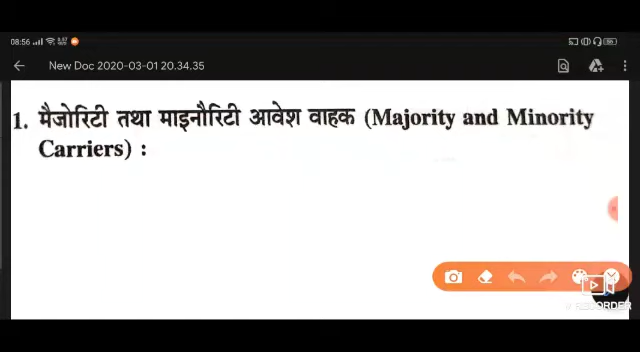 08:56
New Doc 2020-03-01 20.34.35
1. मैजोरिटी तथा माइनौरिटी आवेश वाहक (Majority and Minority
Carriers) :
RECORDER